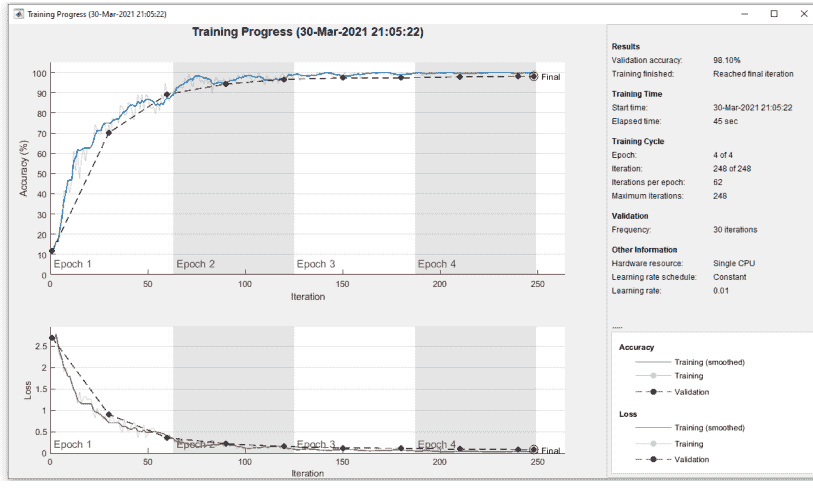 Training Progress (30-Mar-2021 21:05:22)
Training Progress (30-Mar-2021 21:05:22)
Accuracy (%)
100
90
80
70
60
50
40
30
20
10
0
Final
Epoch 1
Epoch 2
Epoch 3
Epoch 4
0
50
100
150
200
250
Iteration
Loss
2.5
2
1.5
1
0.5
0
Final
Epoch 1
Epoch 2
Epoch 3
Epoch 4
0
50
100
150
200
250
Iteration
Results
Validation accuracy: 98.10%
Training finished: Reached final iteration
Training Time
Start time: 30-Mar-2021 21:05:22
Elapsed time: 45 sec
Training Cycle
Epoch: 4 of 4
Iteration: 248 of 248
Iterations per epoch: 62
Maximum iterations: 248
Validation
Frequency: 30 iterations
Other Information
Hardware resource: Single CPU
Learning rate schedule: Constant
Learning rate: 0.01
Accuracy
Training (smoothed)
Training
Validation
Loss
Training (smoothed)
Training
Validation